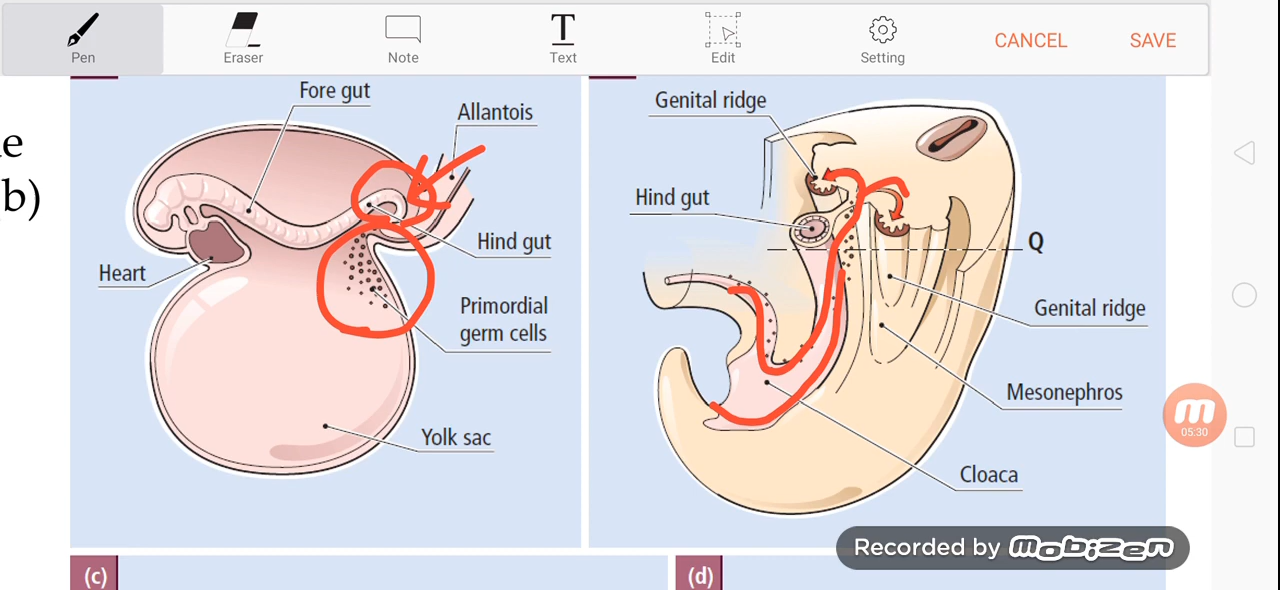 Pen
Eraser
Note
T
Text
Edit
Setting
CANCEL
SAVE
b)
Fore gut
Allantois
Hind gut
Heart
Primordial
germ cells
Yolk sac
Genital ridge
Hind gut
Q
Genital ridge
Mesonephros
Cloaca
05:30
Recorded by mobizen
(c)
(d)